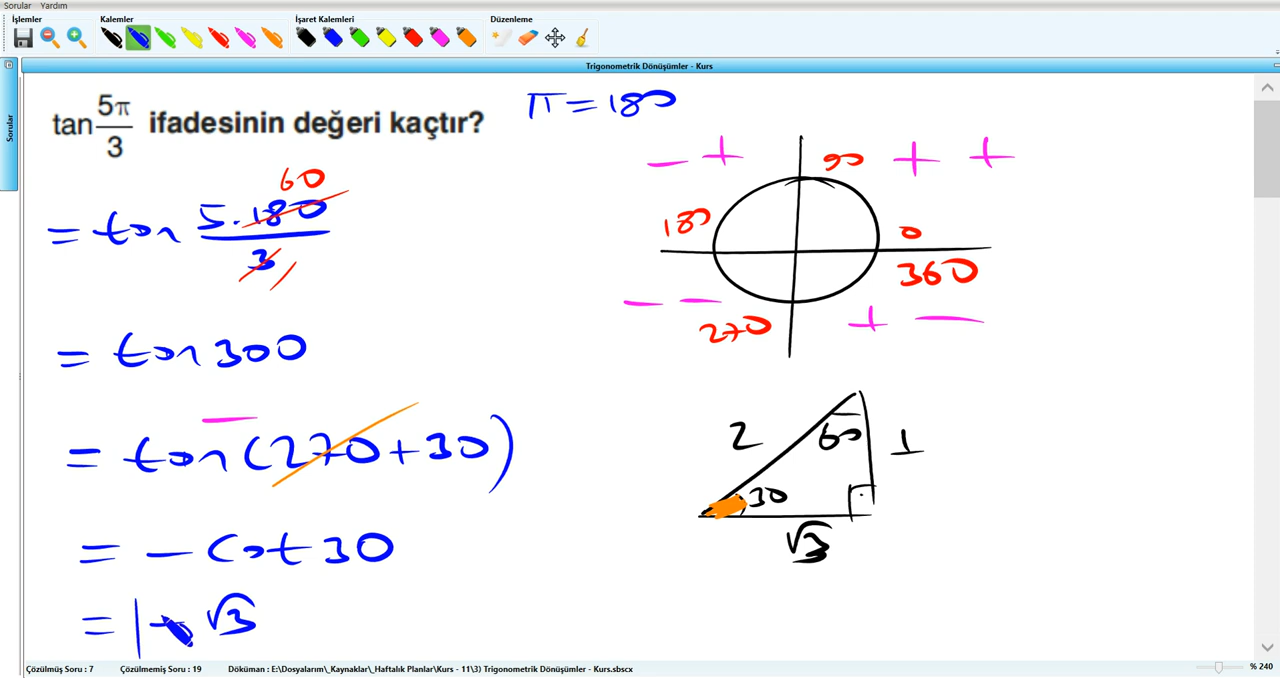 Sorular Yardım
İşlemler Kalemler İşaret Kalemleri Düzenleme
Trigonometrik Dönüşümler - Kurs
Sorular
tan 5π/3 ifadesinin değeri kaçtır?
π = 180
60
= tan 5.180/3
= tan 300
−
= tan (270 + 30)
= − cot 30
= − √3
− +
90
+ +
180
0
360
− −
270
+ −
2
60
1
30
√3
Çözülmüş Soru : 7 Çözülmemiş Soru : 19 Döküman : E:\Dosyalarım\_Kaynaklar\_Haftalık Planlar\Kurs - 11\3) Trigonometrik Dönüşümler - Kurs.sbscx % 240